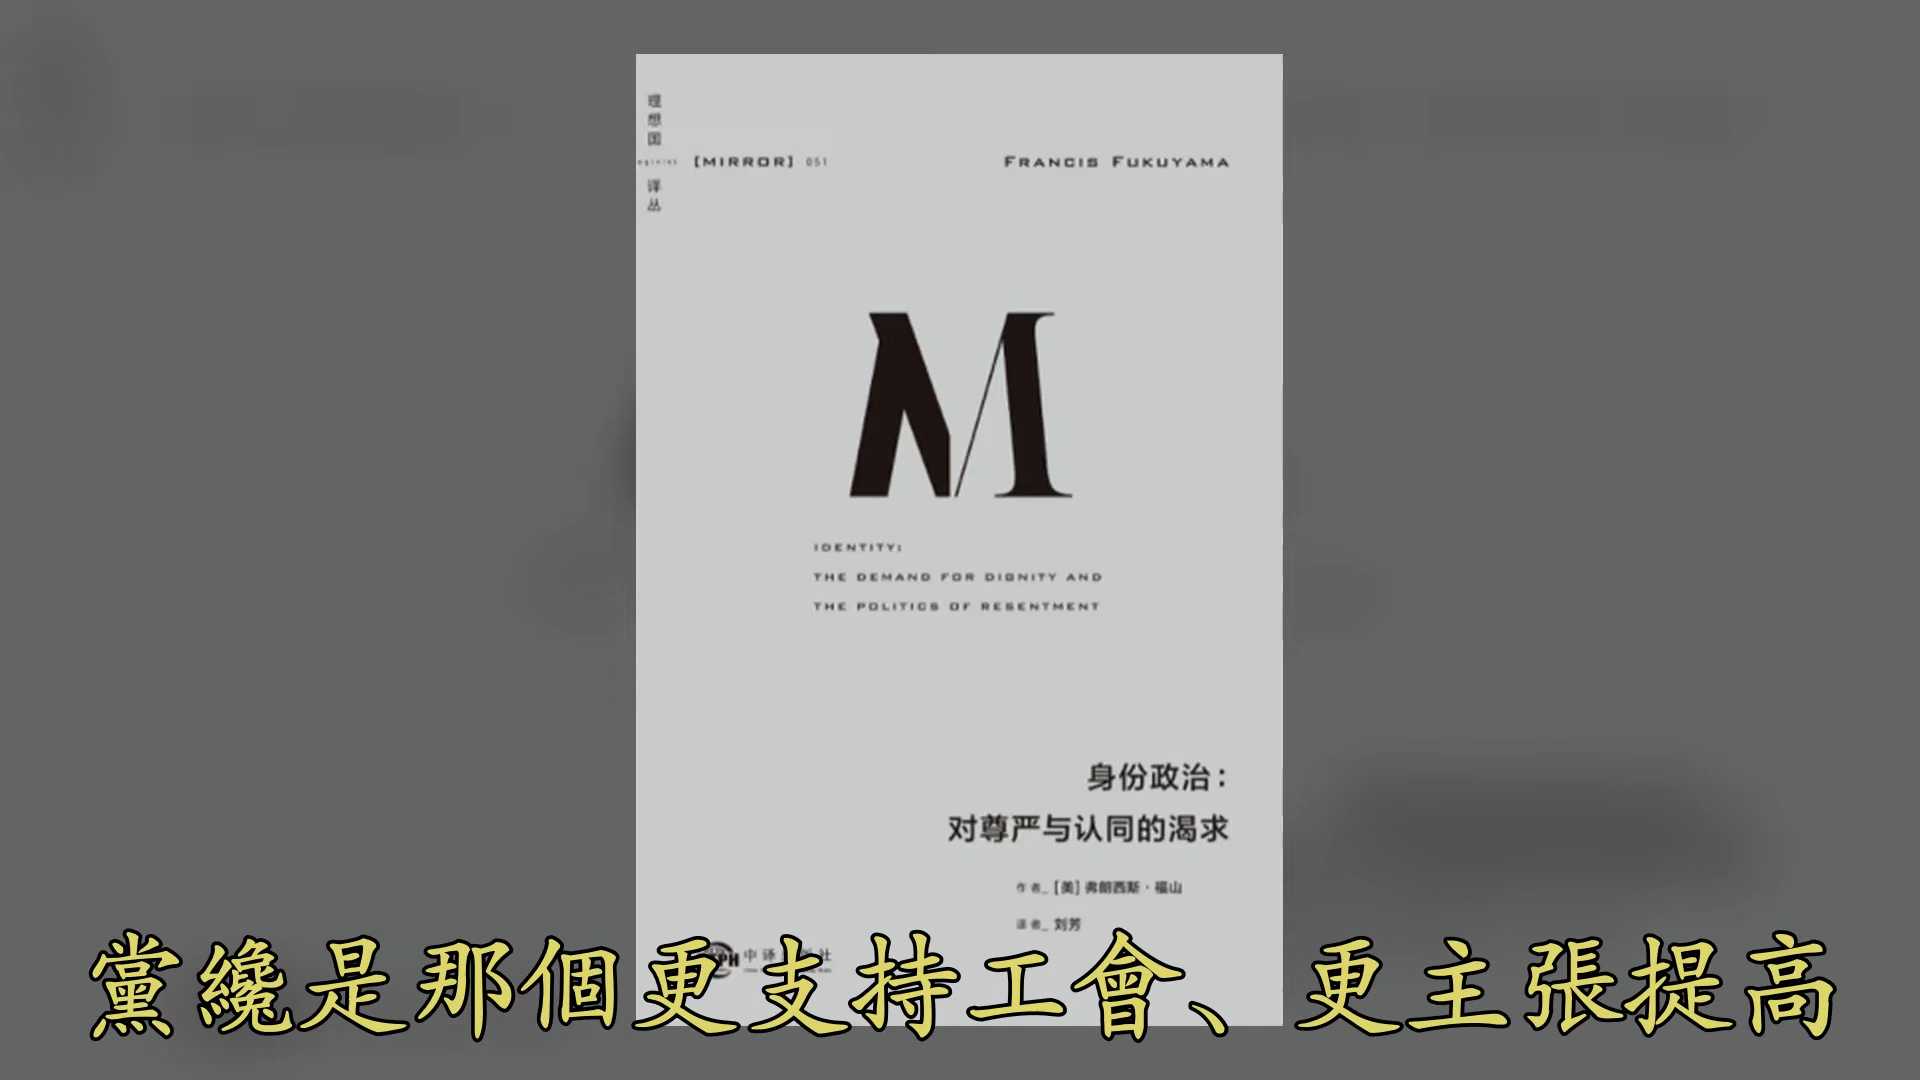 理想国
译丛
[MIRROR] 051
FRANCIS FUKUYAMA
IDENTITY:
THE DEMAND FOR DIGNITY AND
THE POLITICS OF RESENTMENT
身份政治：
对尊严与认同的渴求
作者_ [美] 弗朗西斯·福山
译者_ 刘芳
黨纔是那個更支持工會、更主張提高